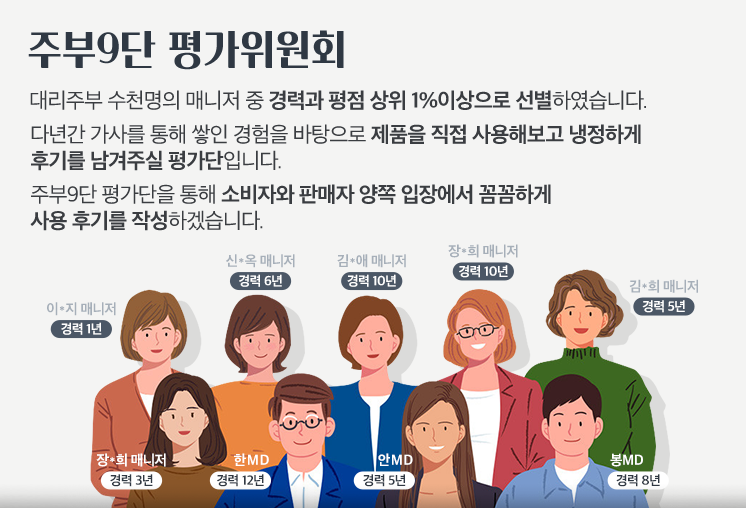 주부9단 평가위원회
대리주부 수천명의 매니저 중 경력과 평점 상위 1%이상으로 선별하였습니다.
다년간 가사를 통해 쌓인 경험을 바탕으로 제품을 직접 사용해보고 냉정하게
후기를 남겨주실 평가단입니다.
주부9단 평가단을 통해 소비자와 판매자 양쪽 입장에서 꼼꼼하게
사용 후기를 작성하겠습니다.
이*지 매니저
경력 1년
신*옥 매니저
경력 6년
김*애 매니저
경력 10년
장*희 매니저
경력 10년
김*희 매니저
경력 5년
장*희 매니저
경력 3년
한MD
경력 12년
안MD
경력 5년
봉MD
경력 8년